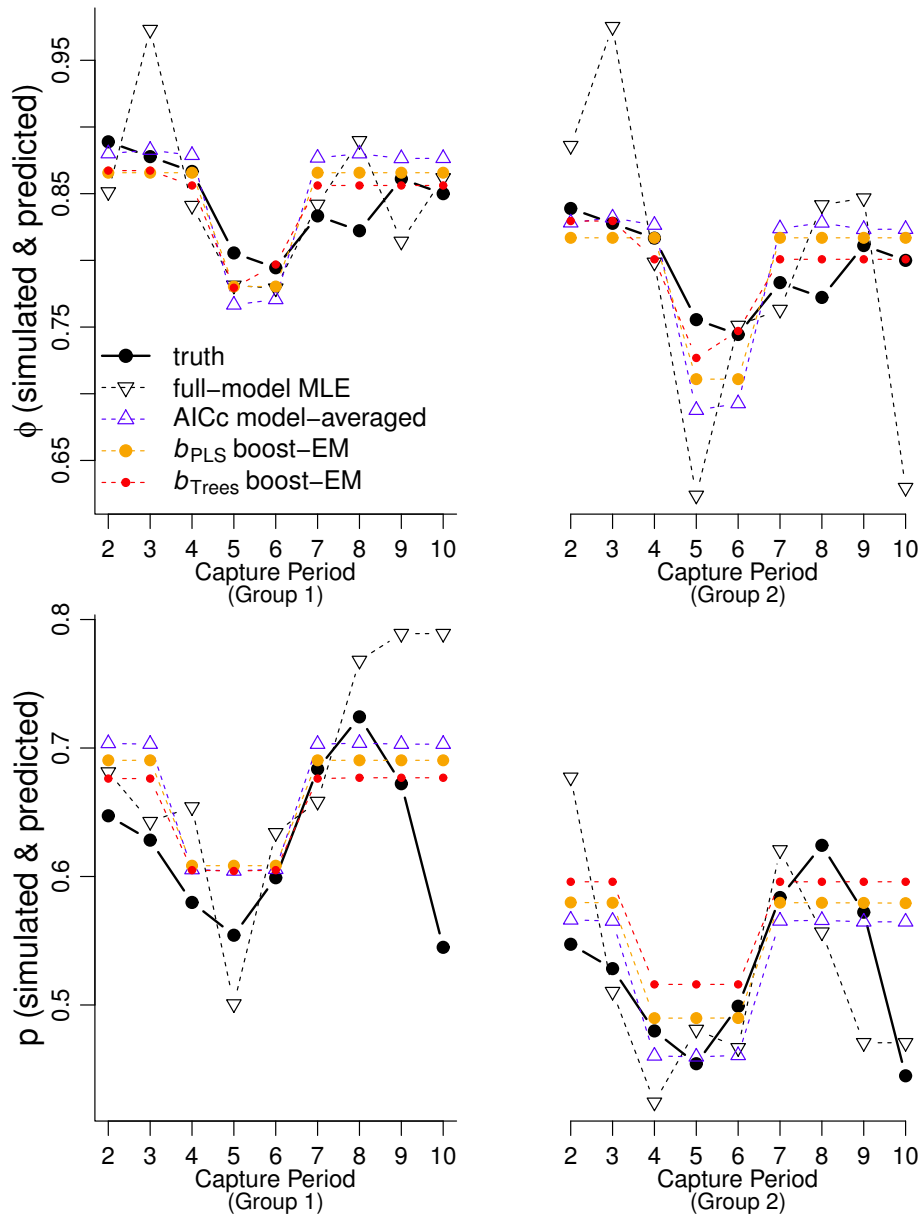 ϕ (simulated & predicted)
0.95
0.85
0.75
0.65
truth
full−model MLE
AICc model−averaged
bPLS boost−EM
bTrees boost−EM
2 3 4 5 6 7 8 9 10
Capture Period
(Group 1)
2 3 4 5 6 7 8 9 10
Capture Period
(Group 2)
p (simulated & predicted)
0.8
0.7
0.6
0.5
2 3 4 5 6 7 8 9 10
Capture Period
(Group 1)
2 3 4 5 6 7 8 9 10
Capture Period
(Group 2)